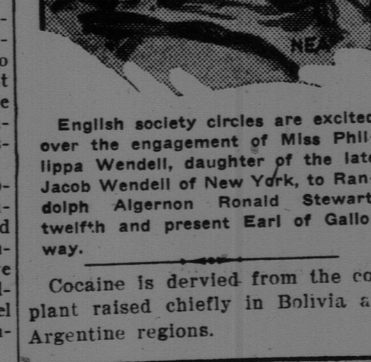 NEA
English society circles are excited
over the engagement of Miss Phil-
lippa Wendell, daughter of the late
Jacob Wendell of New York, to Ran-
dolph Algernon Ronald Stewart
twelfth and present Earl of Gallo
way.
Cocaine is dervied from the co
plant raised chiefly in Bolivia a
Argentine regions.